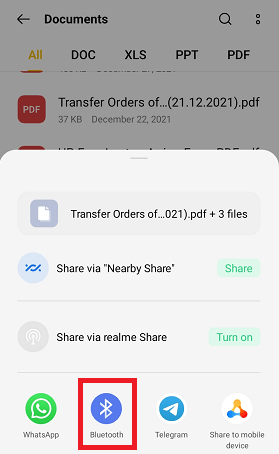 Documents
All DOC XLS PPT PDF
PDF
Transfer Orders of...(21.12.2021).pdf
37 KB December 22, 2021
Transfer Orders of...021).pdf + 3 files
Share via "Nearby Share" Share
Share via realme Share Turn on
WhatsApp Bluetooth Telegram Share to mobile
device